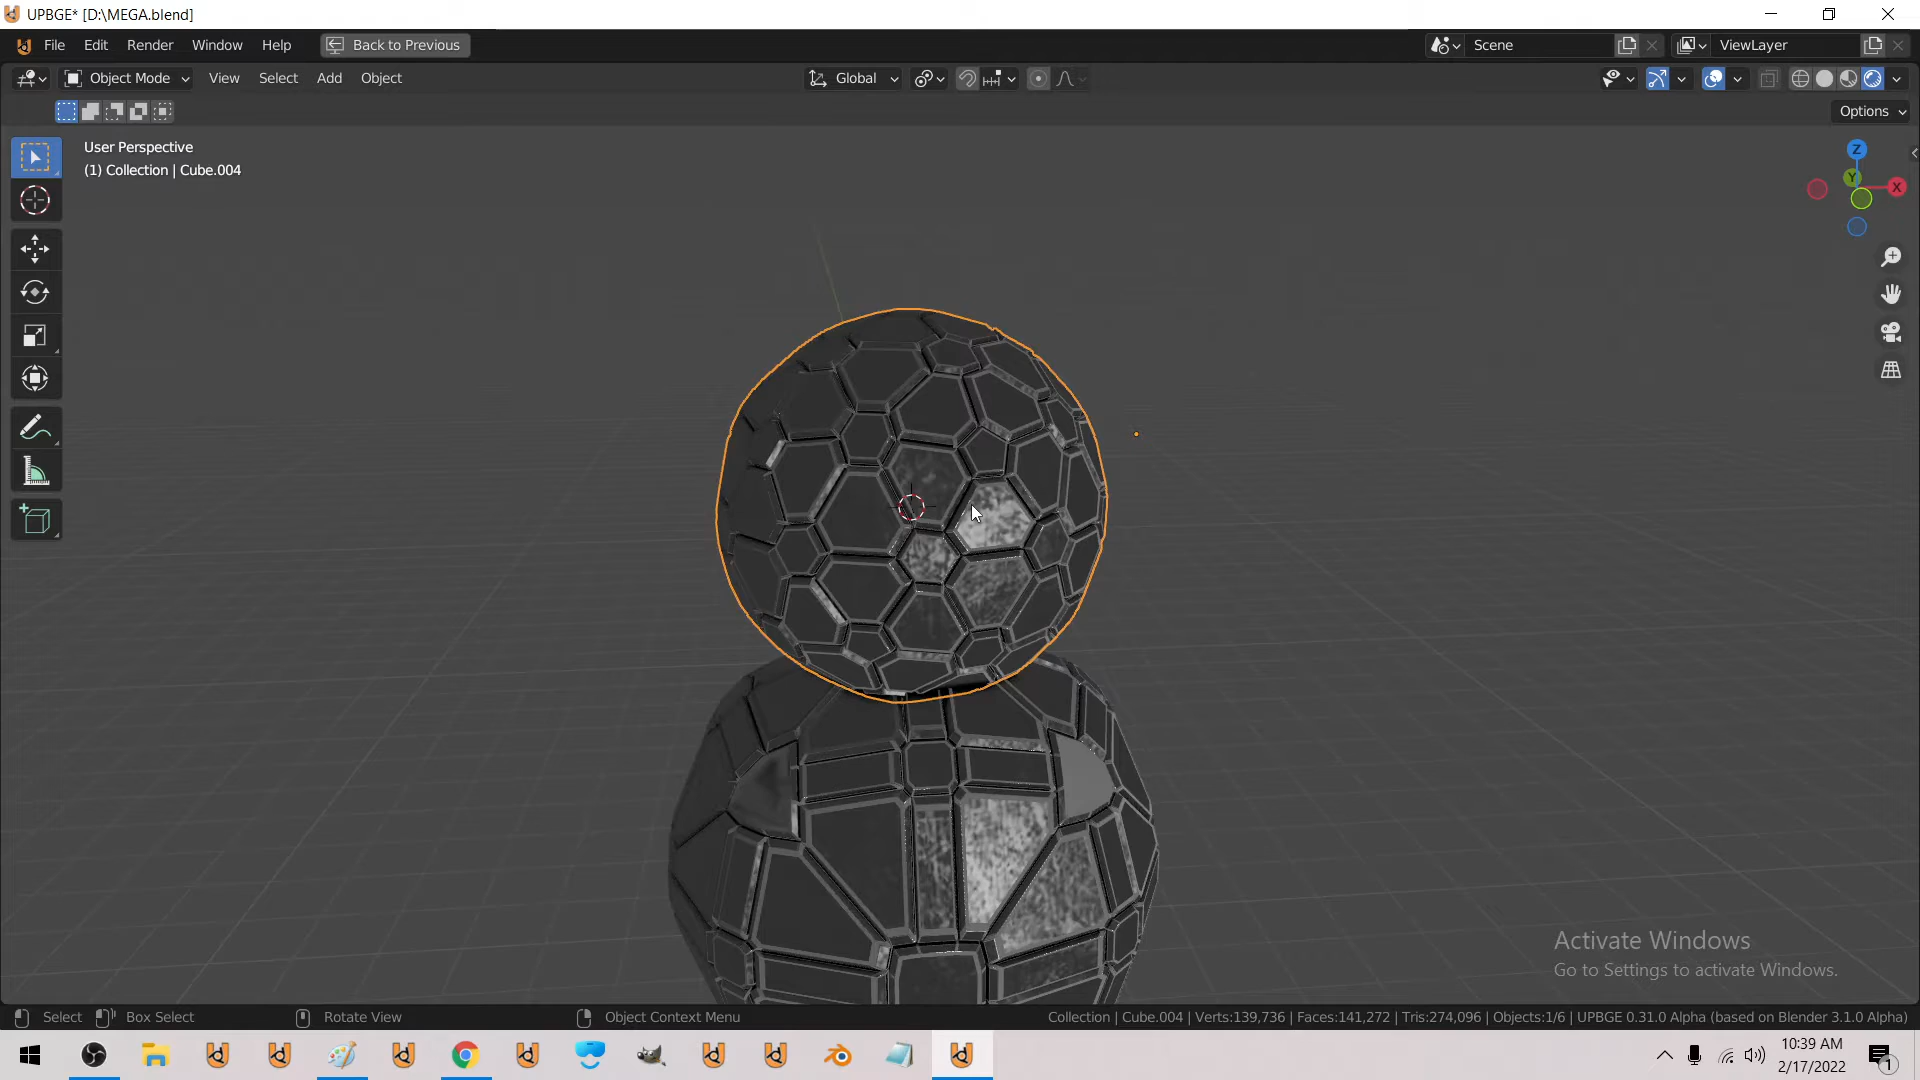 UPBGE* [D:\MEGA.blend]
File Edit Render Window Help Back to Previous Scene ViewLayer
Object Mode View Select Add Object Global
Options
User Perspective
(1) Collection | Cube.004
Z
Y
X
Activate Windows
Go to Settings to activate Windows.
Select Box Select Rotate View Object Context Menu Collection | Cube.004 | Verts:139,736 | Faces:141,272 | Tris:274,096 | Objects:1/6 | UPBGE 0.31.0 Alpha (based on Blender 3.1.0 Alpha)
10:39 AM
2/17/2022
1